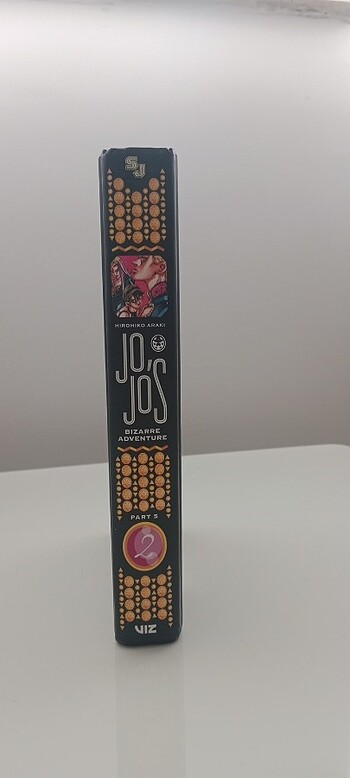 SJ
HIROHIKO ARAKI
JOJO'S
BIZARRE
ADVENTURE
PART 5
2
VIZ